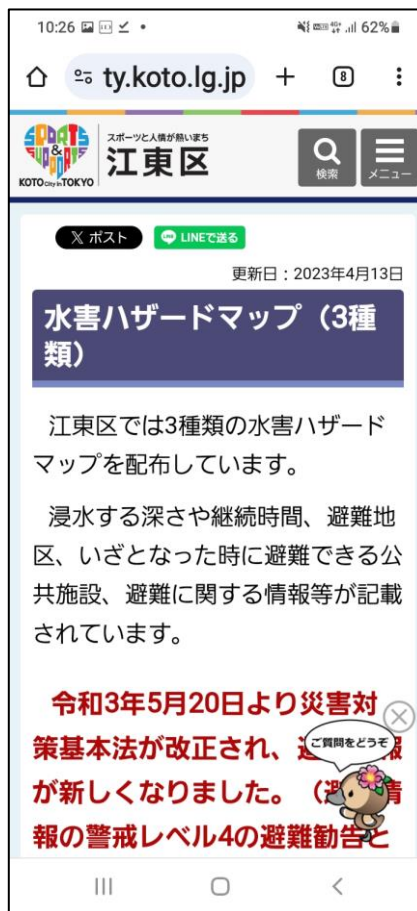 10:26
62%
ty.koto.lg.jp
8
SPORTS
&
SUPPORTS
KOTO City in TOKYO
スポーツと人情が熱いまち
江東区
検索
メニュー
X ポスト
LINEで送る
更新日:2023年4月13日
水害ハザードマップ(3種
類)
江東区では3種類の水害ハザード
マップを配布しています。
浸水する深さや継続時間、避難地
区、いざとなった時に避難できる公
共施設、避難に関する情報等が記載
されています。
令和3年5月20日より災害対
策基本法が改正され、
ご質問をどうぞ
が新しくなりました。(
報の警戒レベル4の避難勧告と